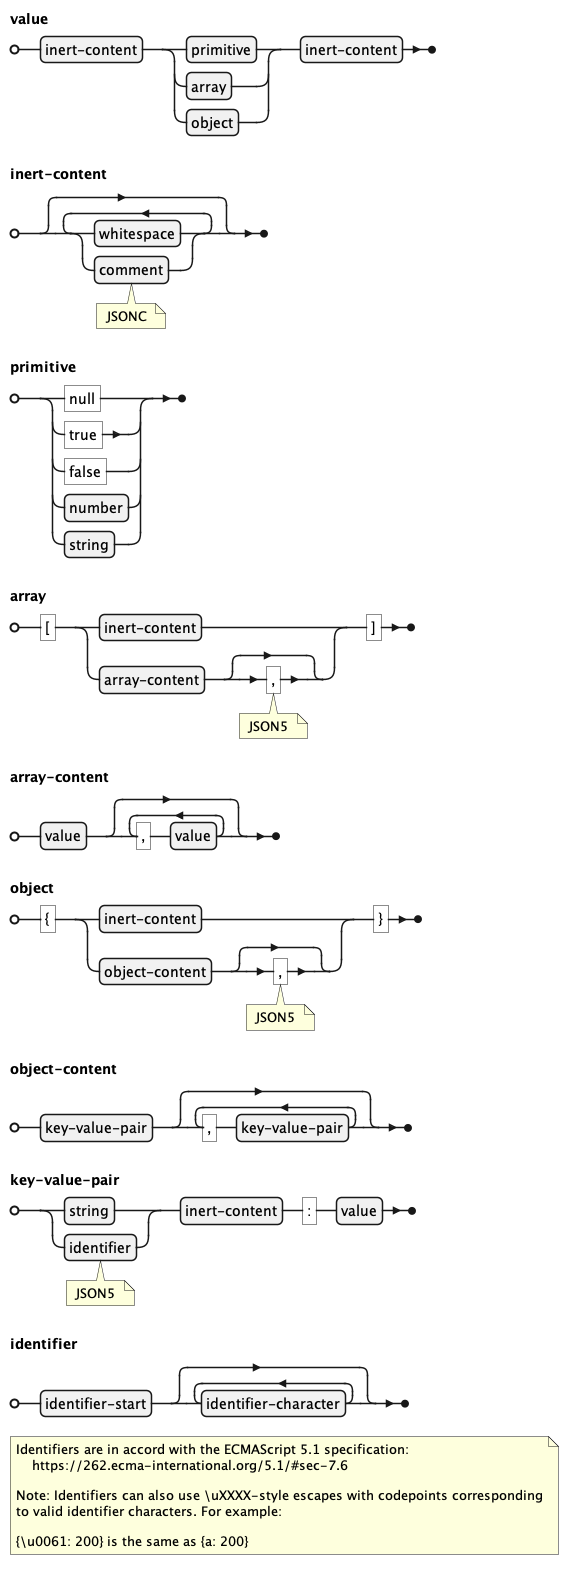 value
inert-content primitive inert-content
array
object
inert-content
whitespace
comment
JSONC
primitive
null
true
false
number
string
array
[ inert-content ]
array-content ,
JSON5
array-content
value , value
object
{ inert-content }
object-content ,
JSON5
object-content
key-value-pair , key-value-pair
key-value-pair
string inert-content : value
identifier
JSON5
identifier
identifier-start identifier-character
Identifiers are in accord with the ECMAScript 5.1 specification:
https://262.ecma-international.org/5.1/#sec-7.6
Note: Identifiers can also use \uXXXX-style escapes with codepoints corresponding
to valid identifier characters. For example:
{\u0061: 200} is the same as {a: 200}